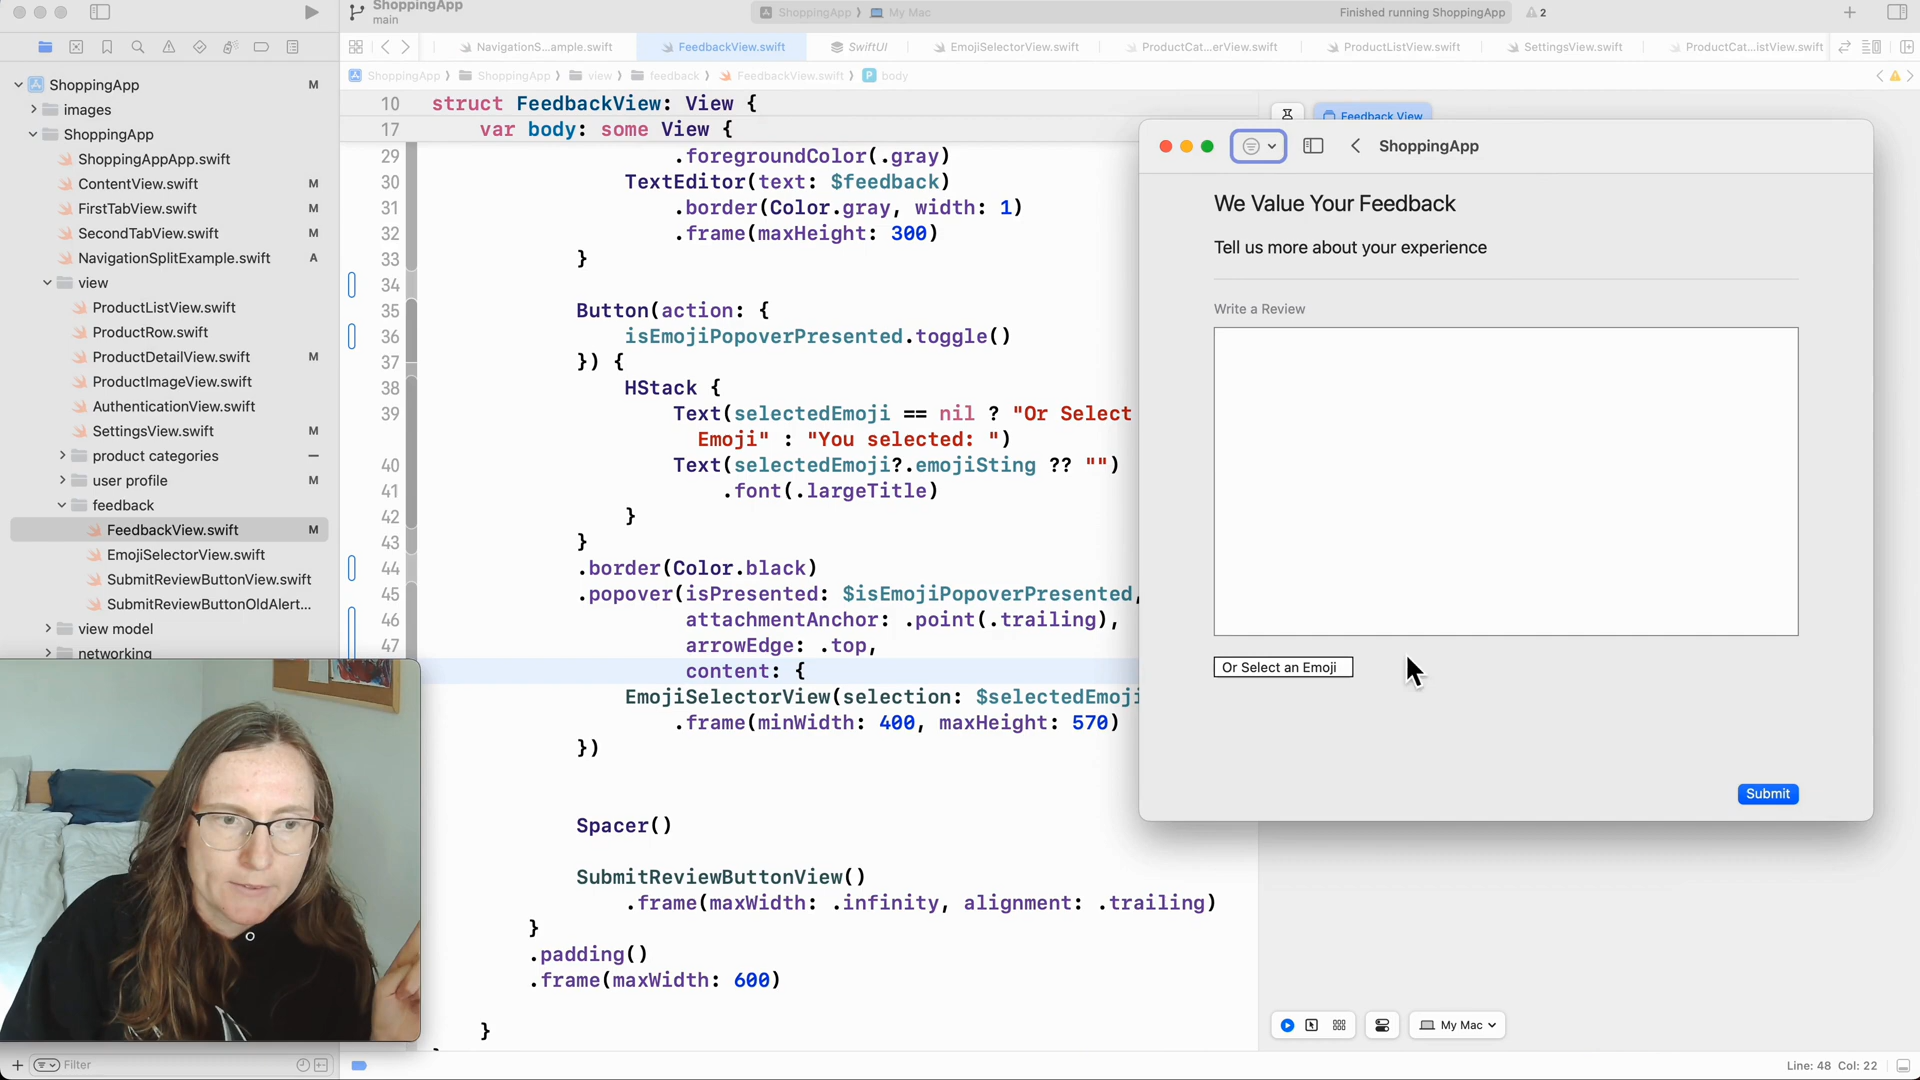 ShoppingApp
main
ShoppingApp
My Mac
Finished running ShoppingApp
2
NavigationS...ample.swift
FeedbackView.swift
SwiftUI
EmojiSelectorView.swift
ProductCat...erView.swift
ProductListView.swift
SettingsView.swift
ProductCat...istView.swift
ShoppingApp
ShoppingApp
view
feedback
FeedbackView.swift
body
ShoppingApp M
images
ShoppingApp
ShoppingAppApp.swift
ContentView.swift M
FirstTabView.swift M
SecondTabView.swift M
NavigationSplitExample.swift A
view
ProductListView.swift
ProductRow.swift
ProductDetailView.swift M
ProductImageView.swift
AuthenticationView.swift
SettingsView.swift M
product categories
user profile M
feedback
FeedbackView.swift M
EmojiSelectorView.swift
SubmitReviewButtonView.swift
SubmitReviewButtonOldAlert...
view model
networking
Filter
10 struct FeedbackView: View {
17 var body: some View {
29 .foregroundColor(.gray)
30 TextEditor(text: $feedback)
31 .border(Color.gray, width: 1)
32 .frame(maxHeight: 300)
33 }
34
35 Button(action: {
36 isEmojiPopoverPresented.toggle()
37 }) {
38 HStack {
39 Text(selectedEmoji == nil ? "Or Select
Emoji" : "You selected: ")
40 Text(selectedEmoji?.emojiSting ?? "")
41 .font(.largeTitle)
42 }
43 }
44 .border(Color.black)
45 .popover(isPresented: $isEmojiPopoverPresented,
46 attachmentAnchor: .point(.trailing),
47 arrowEdge: .top,
content: {
EmojiSelectorView(selection: $selectedEmoji
.frame(minWidth: 400, maxHeight: 570)
})
Spacer()
SubmitReviewButtonView()
.frame(maxWidth: .infinity, alignment: .trailing)
}
.padding()
.frame(maxWidth: 600)
}
Feedback View
ShoppingApp
We Value Your Feedback
Tell us more about your experience
Write a Review
Or Select an Emoji
Submit
My Mac
Line: 48 Col: 22